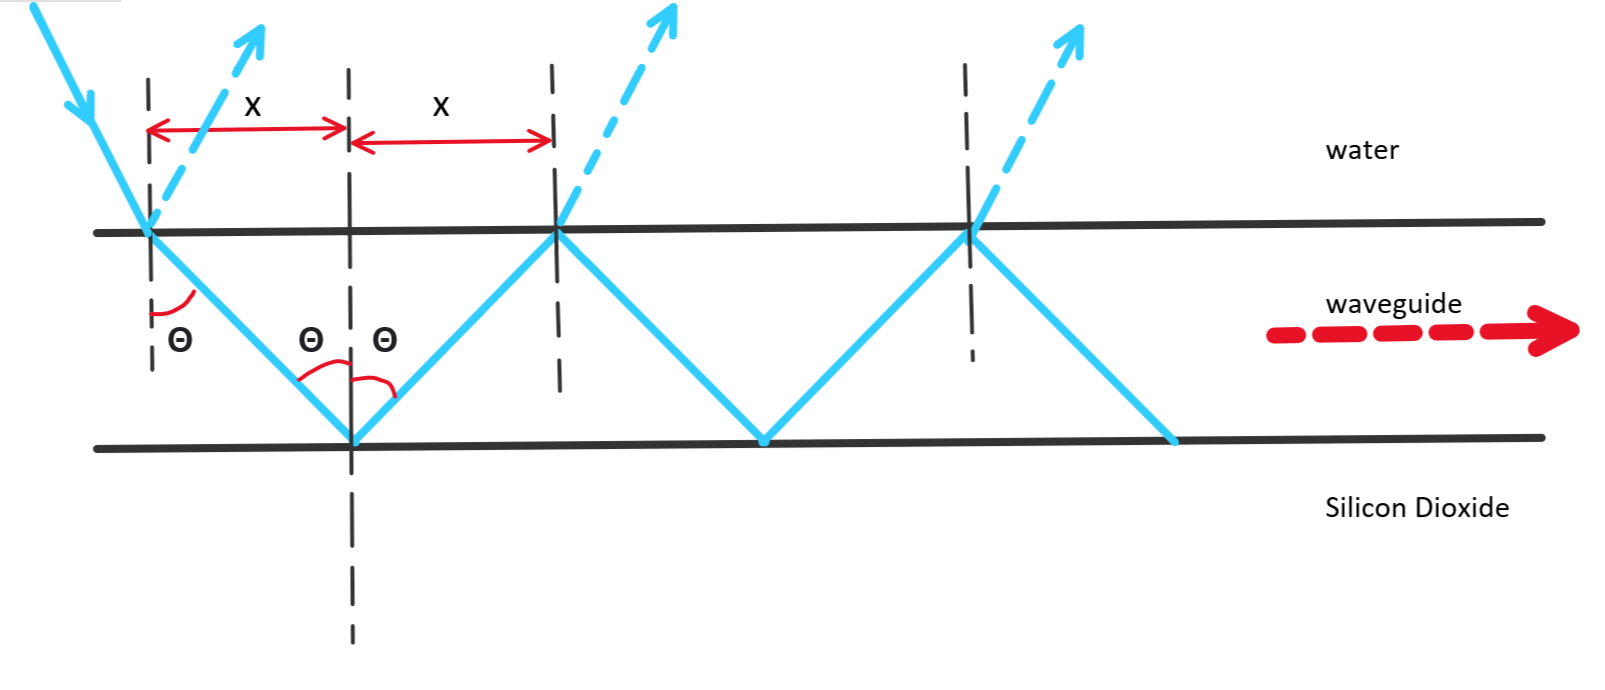 x
x
water
waveguide
Θ
Θ
Θ
Silicon Dioxide